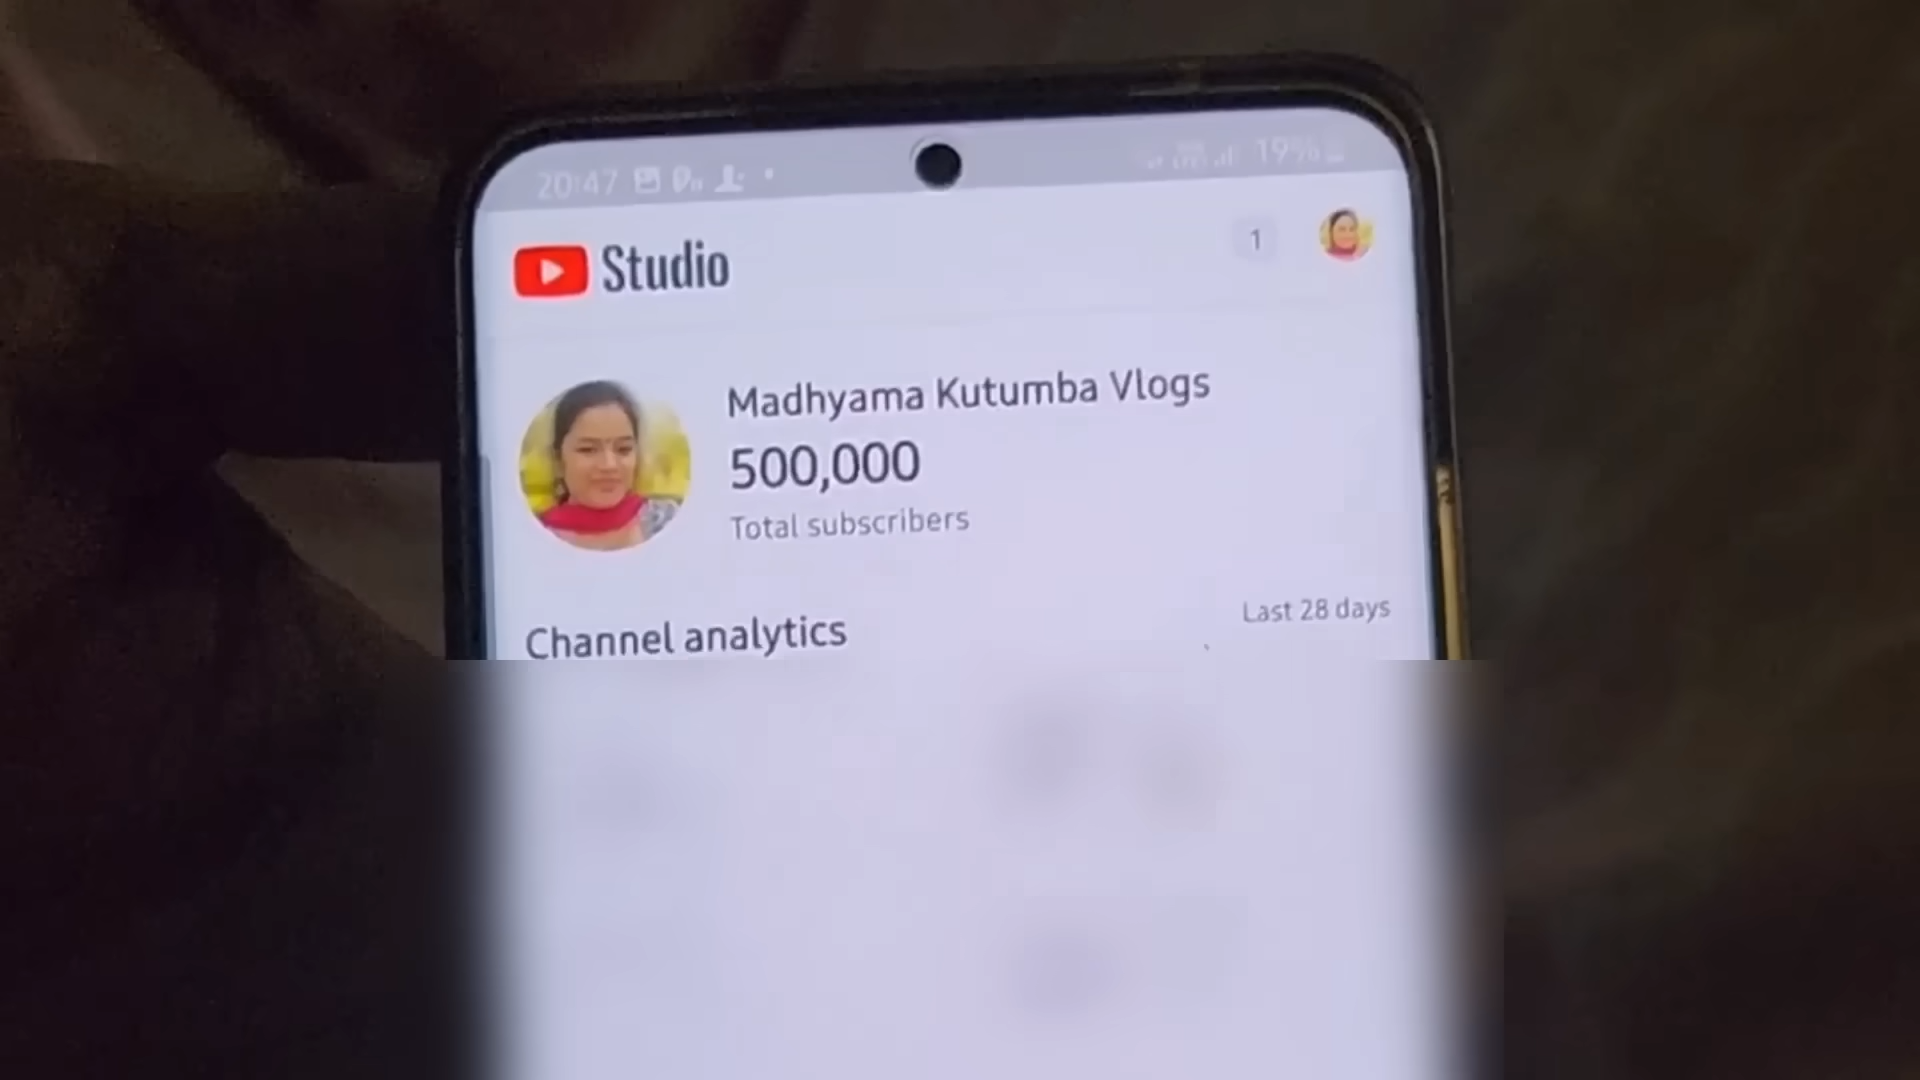 20:47
19%
Studio
1
Madhyama Kutumba Vlogs
500,000
Total subscribers
Channel analytics
Last 28 days